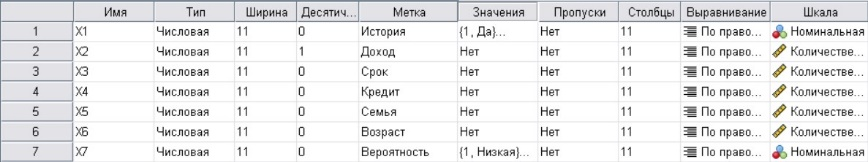 Имя Тип Ширина Десятич... Метка Значения Пропуски Столбцы Выравнивание Шкала
1 X1 Числовая 11 0 История {1, Да}... Нет 11 По право... Номинальная
2 X2 Числовая 11 1 Доход Нет Нет 11 По право... Количестве...
3 X3 Числовая 11 0 Срок Нет Нет 11 По право... Количестве...
4 X4 Числовая 11 0 Кредит Нет Нет 11 По право... Количестве...
5 X5 Числовая 11 0 Семья Нет Нет 11 По право... Количестве...
6 X6 Числовая 11 0 Возраст Нет Нет 11 По право... Количестве...
7 X7 Числовая 11 0 Вероятность {1, Низкая}... Нет 11 По право... Номинальная